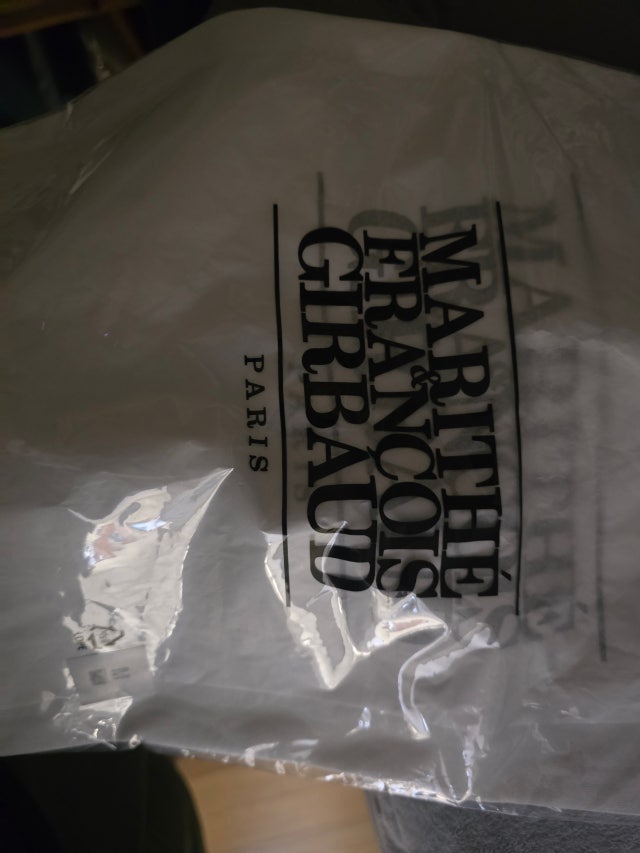 MARITHÉ
&
FRANÇOIS
GIRBAUD
PARIS